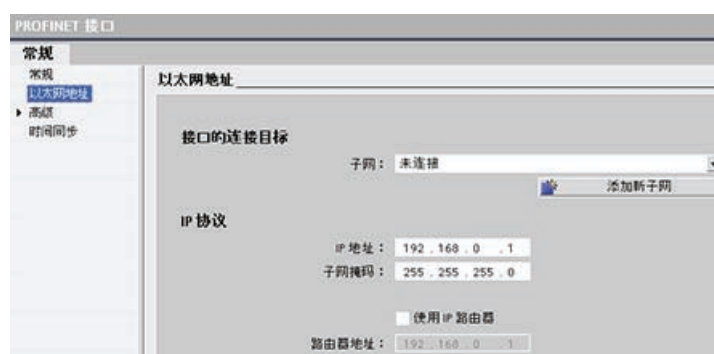 PROFINET 接口
常规
常规
以太网地址
高级
时间同步
以太网地址
接口的连接目标
子网： 未连接
添加新子网
IP 协议
IP 地址： 192 . 168 . 0 . 1
子网掩码： 255 . 255 . 255 . 0
使用 IP 路由器
路由器地址： 192 . 168 . 0 . 1